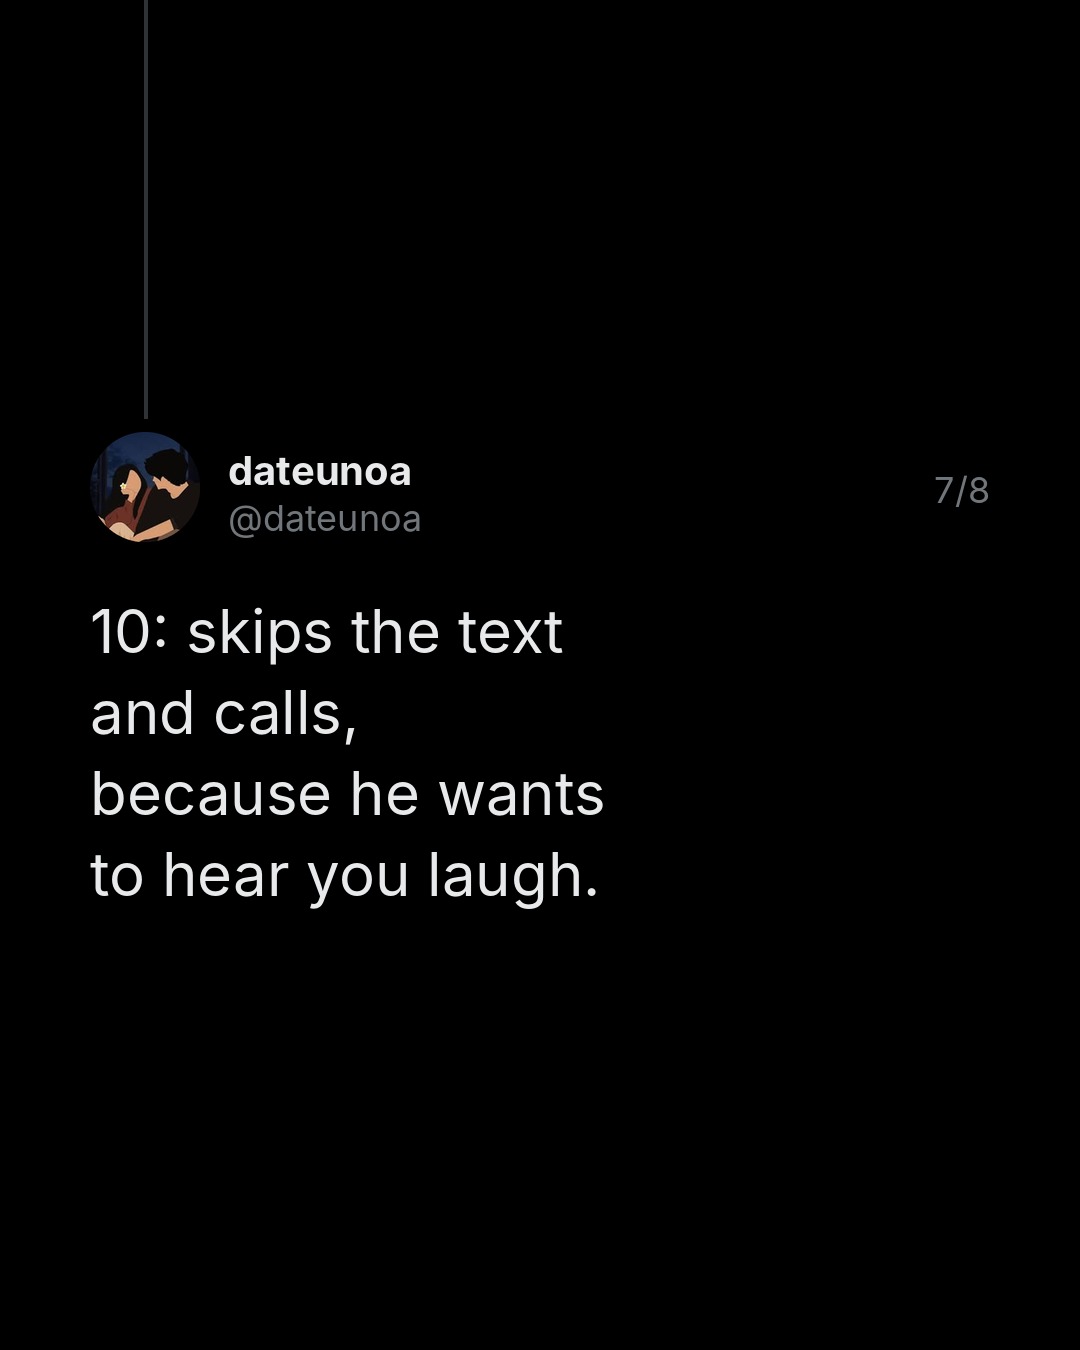 dateunoa
@dateunoa
7/8
10: skips the text
and calls,
because he wants
to hear you laugh.